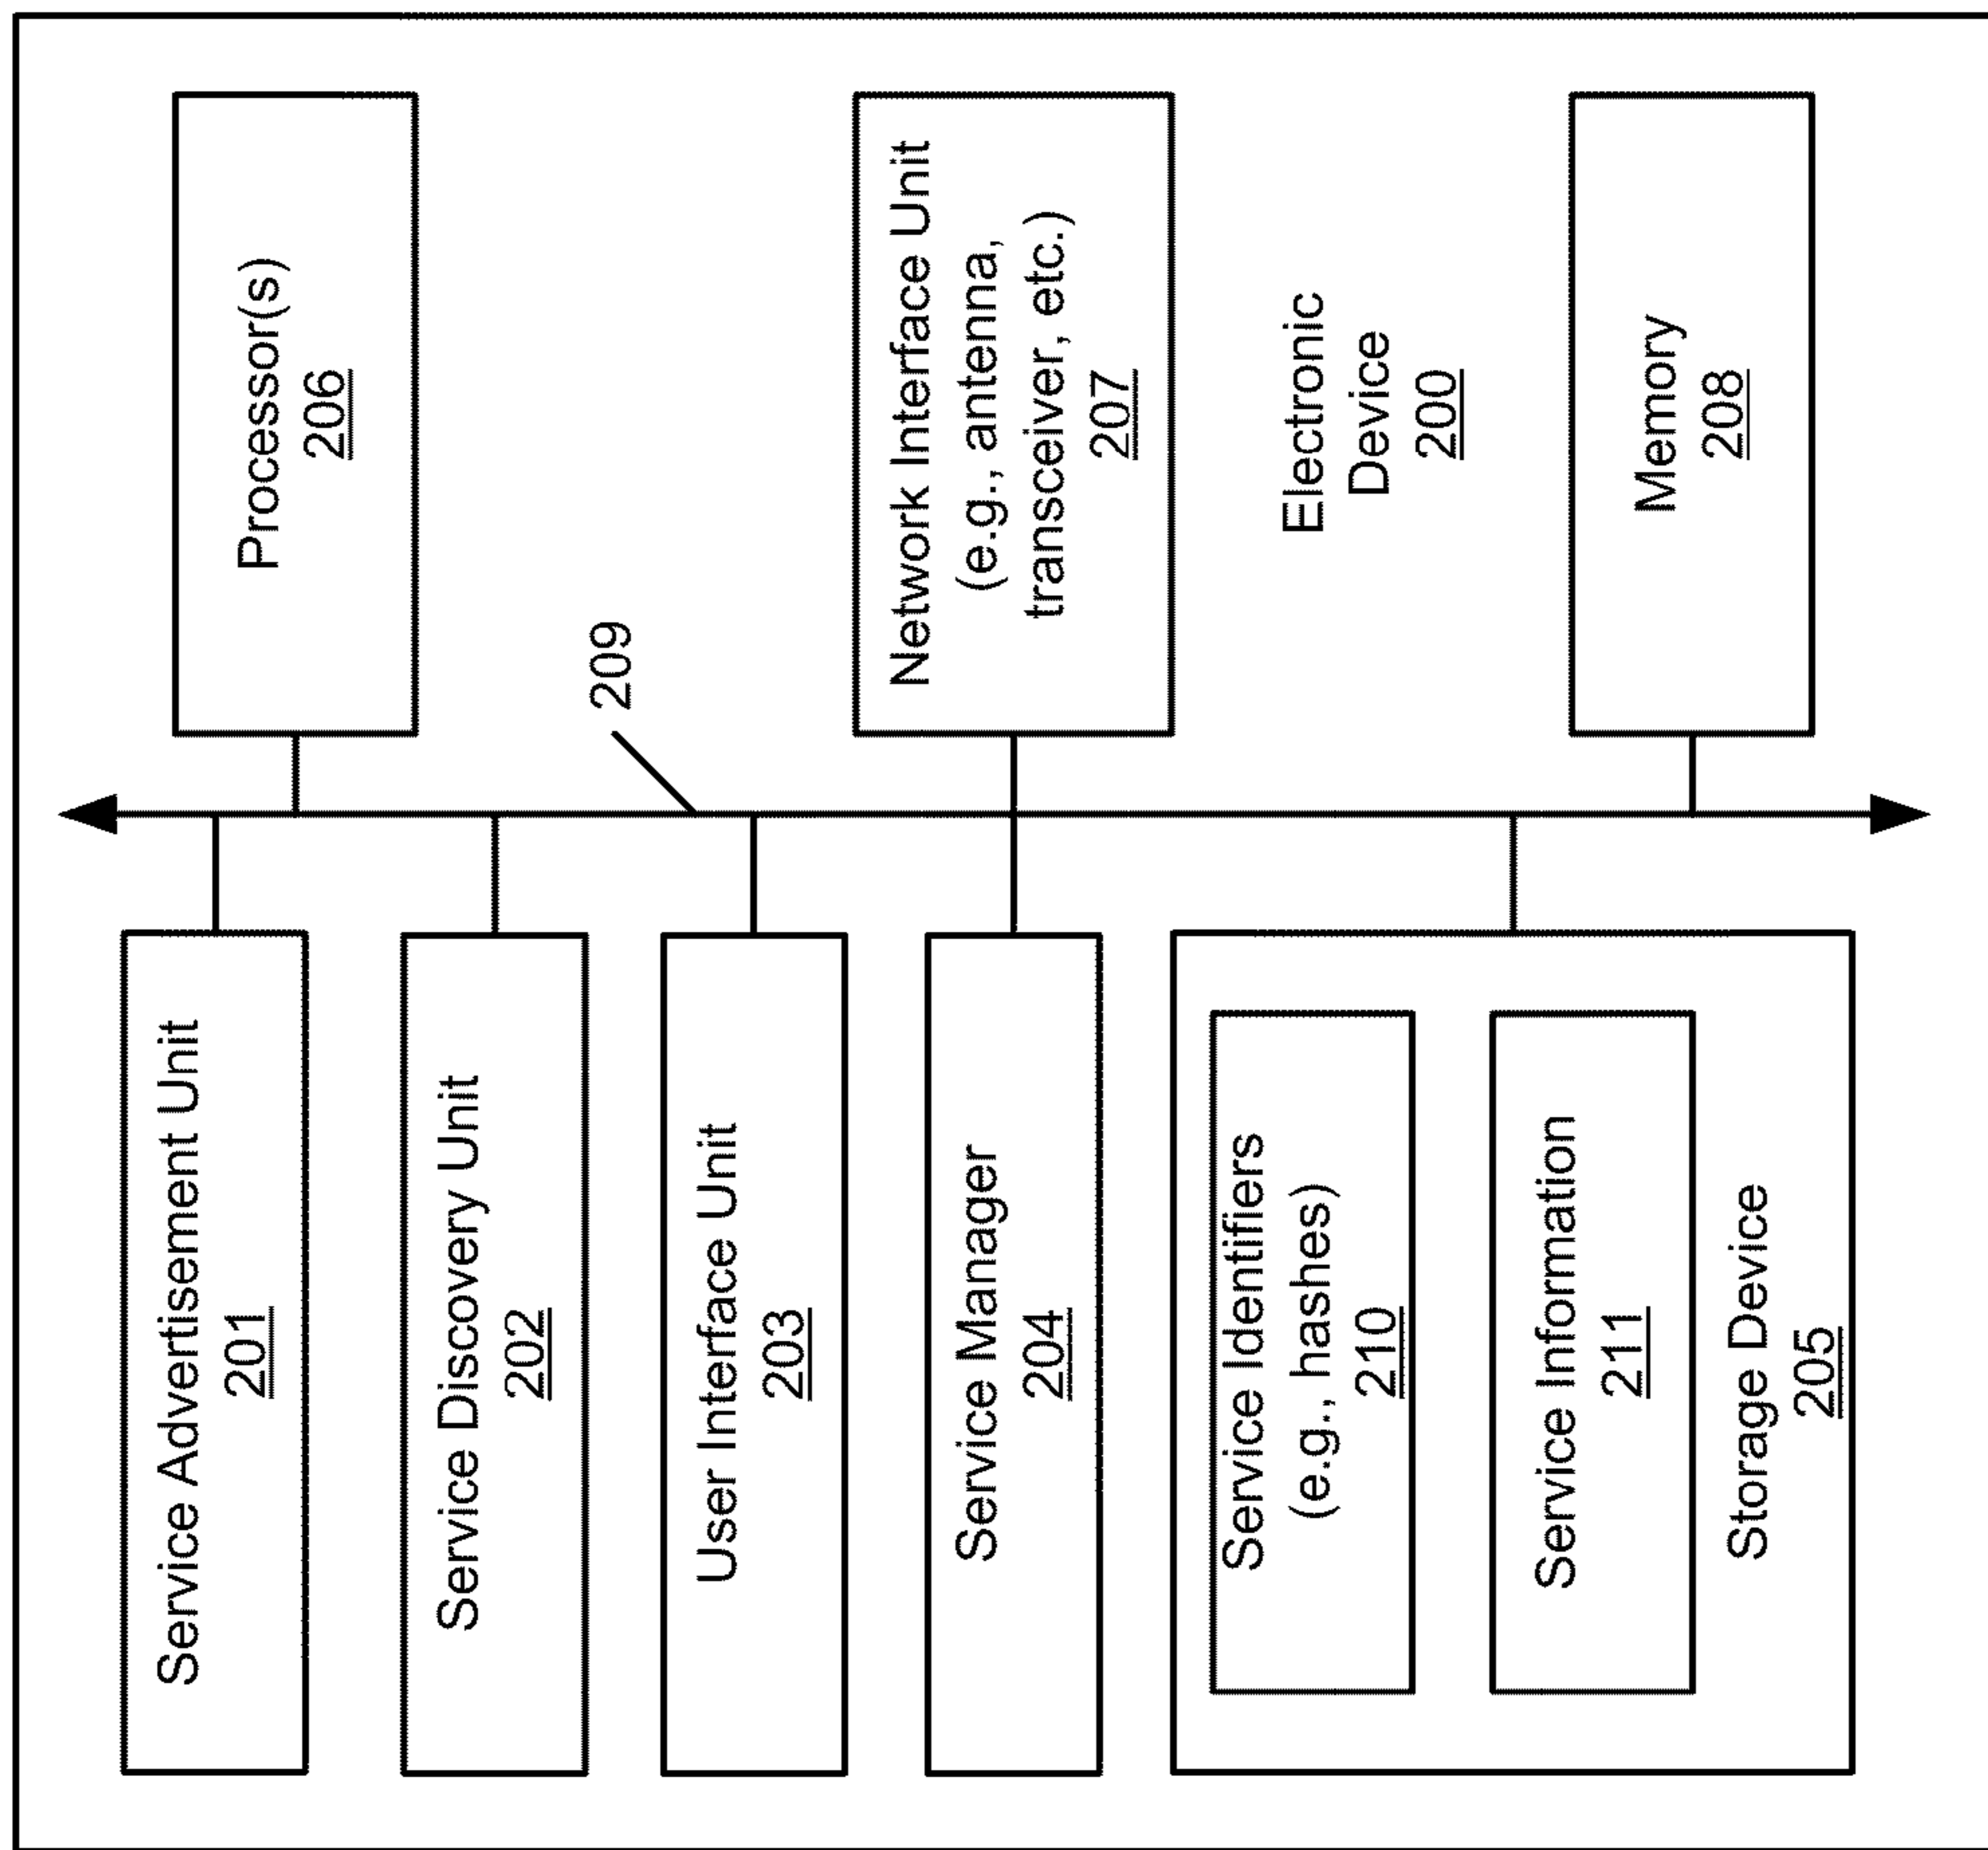 Service Advertisement Unit
201
Service Discovery Unit
202
User Interface Unit
203
Service Manager
204
Service Identifiers
(e.g., hashes)
210
Service Information
211
Storage Device
205
209
Processor(s)
206
Network Interface Unit
(e.g., antenna,
transceiver, etc.)
207
Electronic
Device
200
Memory
208